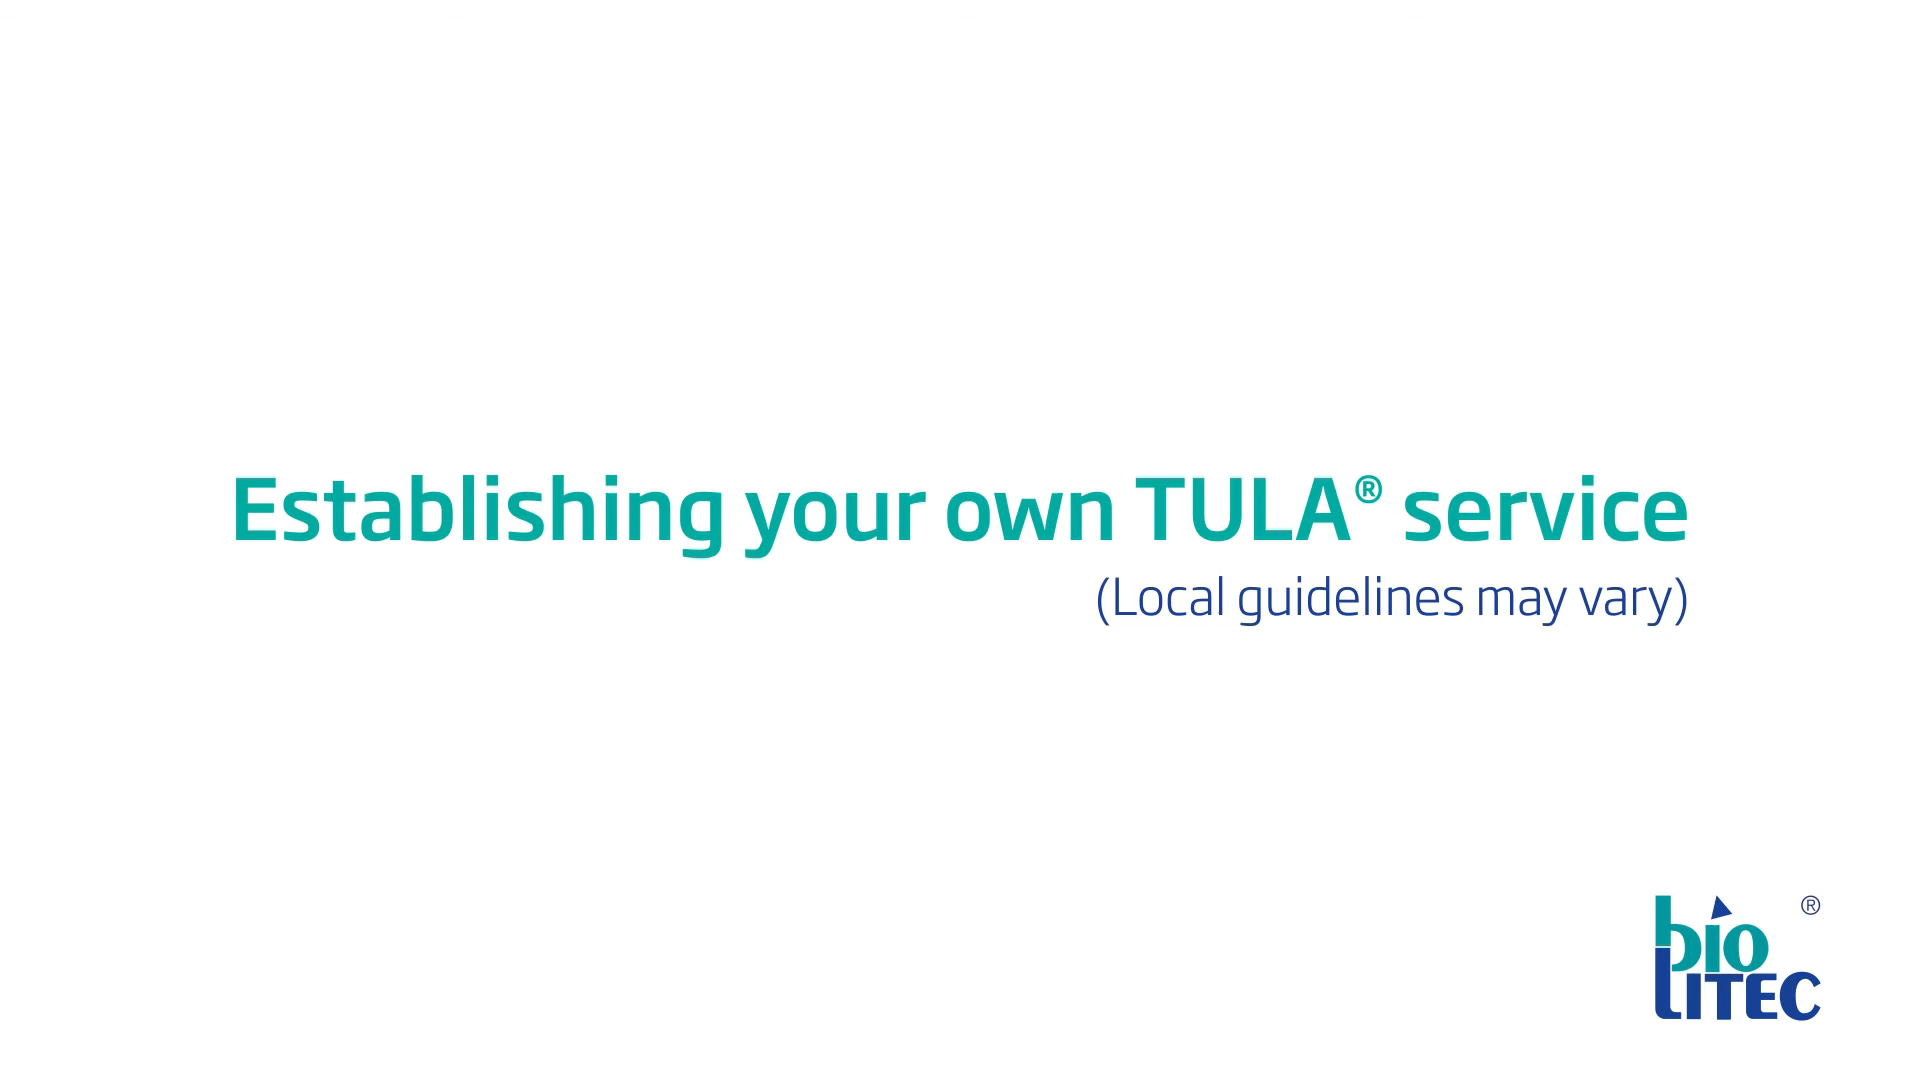 Establishing your own TULA® service
(Local guidelines may vary)
bio ®
LITEC